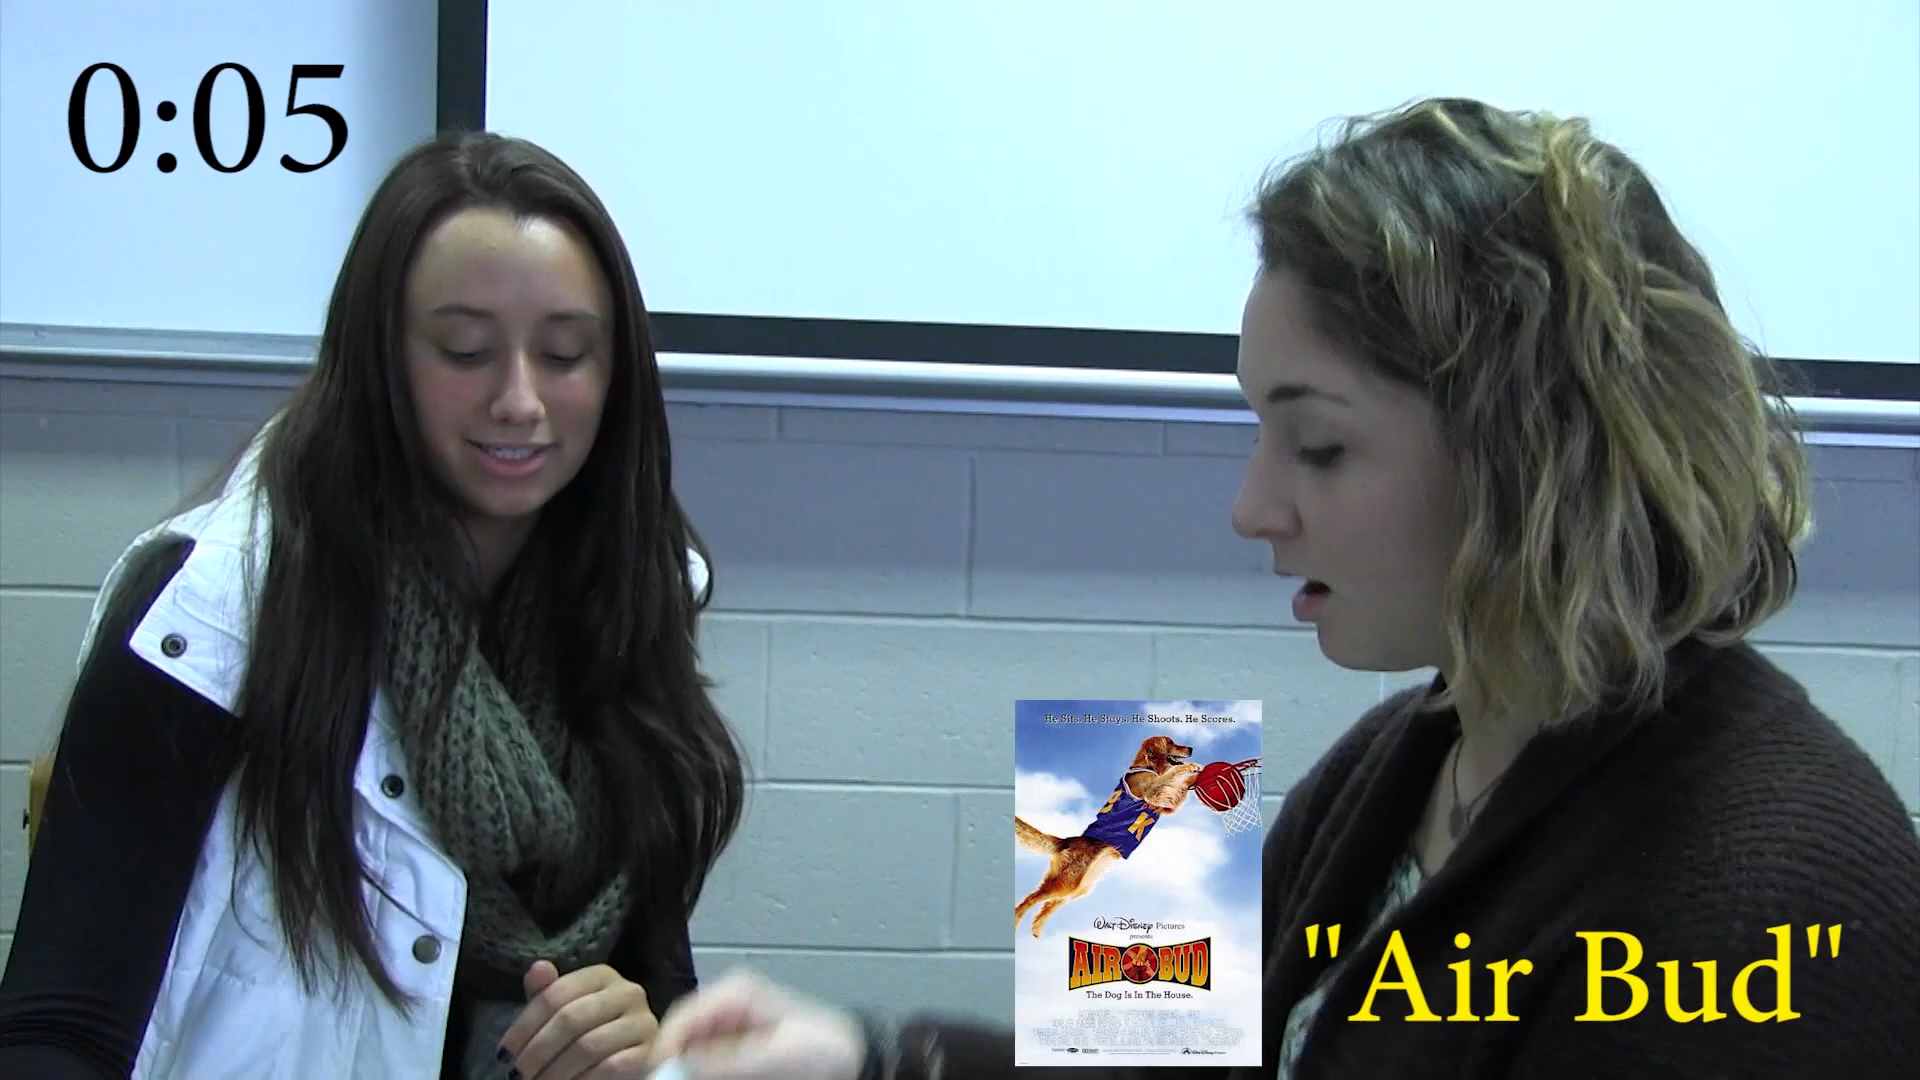 0:05
He Sits. He Stays. He Shoots. He Scores.
B K
Walt Disney Pictures
presents
AIR BUD
The Dog Is In The House.
"Air Bud"